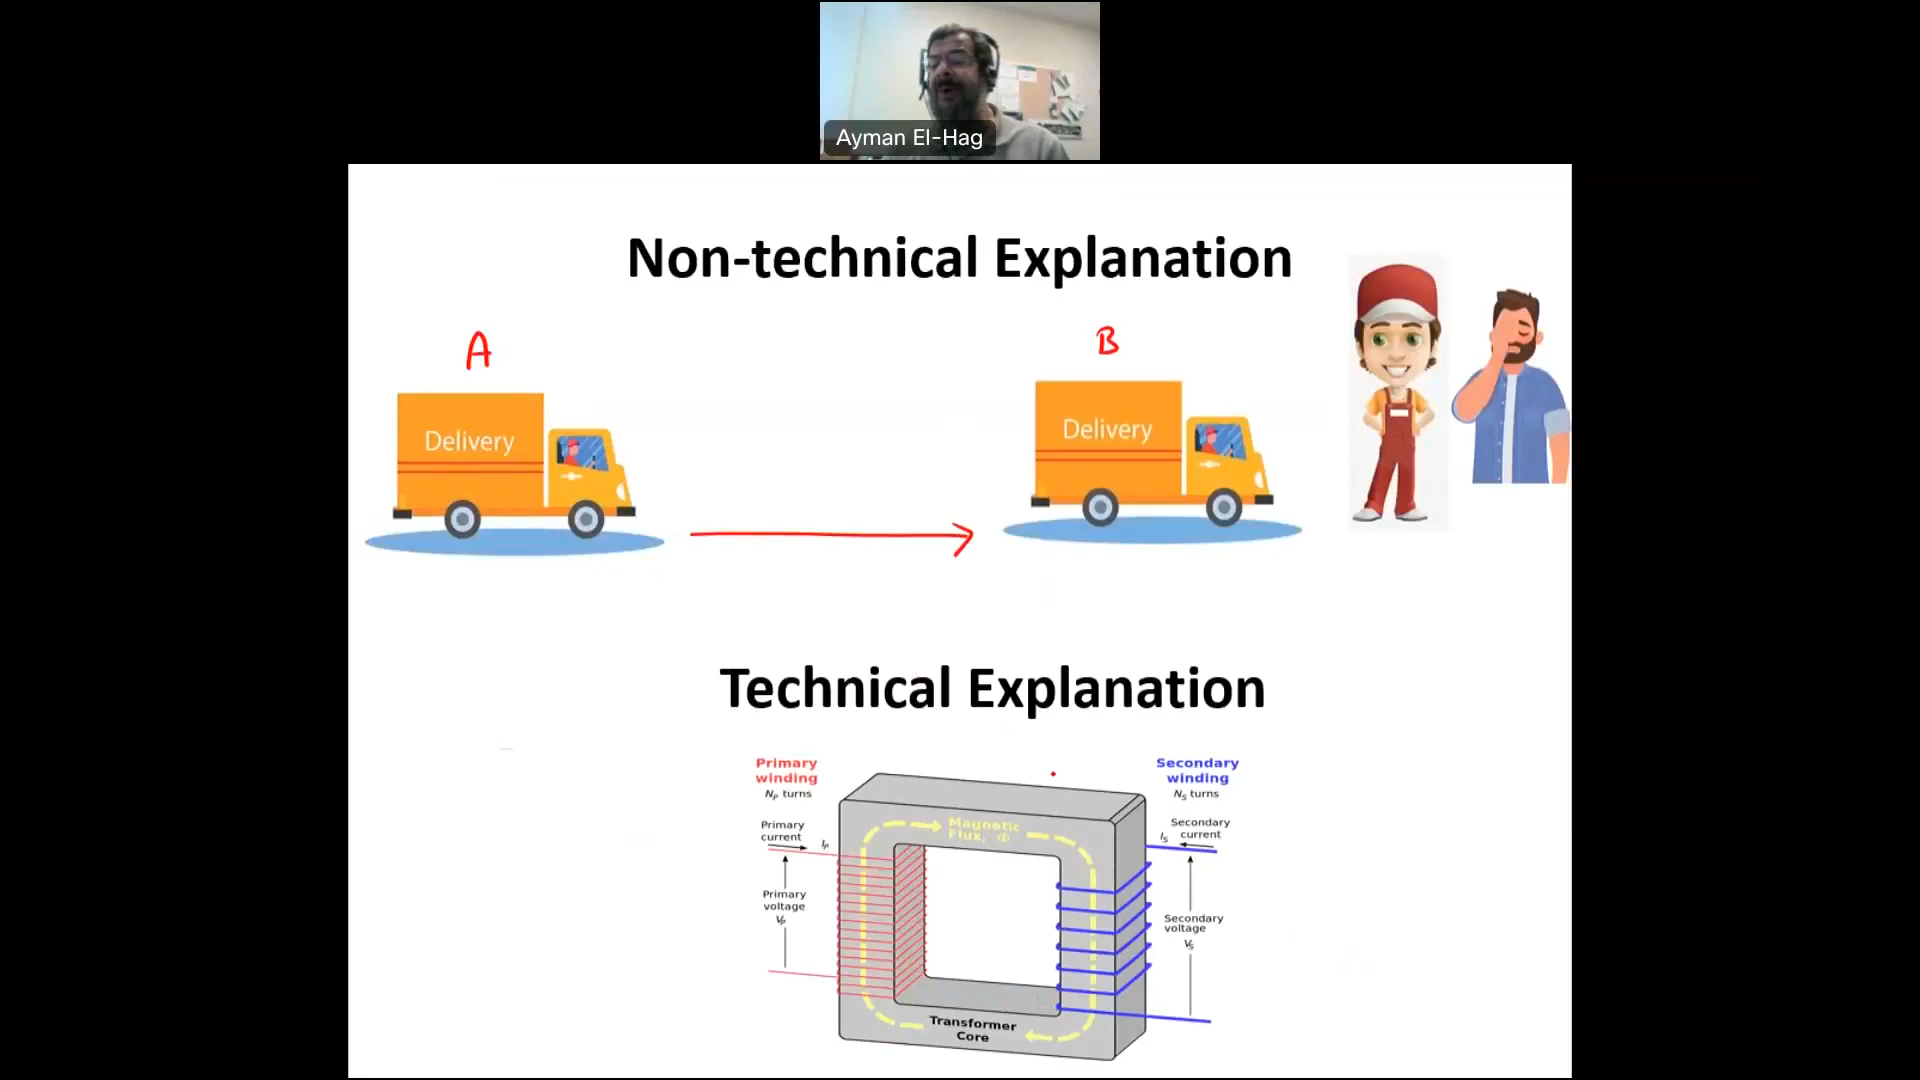 Ayman El-Hag
Non-technical Explanation
A
B
Delivery
Delivery
Technical Explanation
Primary
winding
Nₚ turns
Secondary
winding
Nₛ turns
Primary
current
Iₚ
Magnetic
Flux, Φ
Secondary
current
Iₛ
Primary
voltage
Vₚ
Secondary
voltage
Vₛ
Transformer
Core